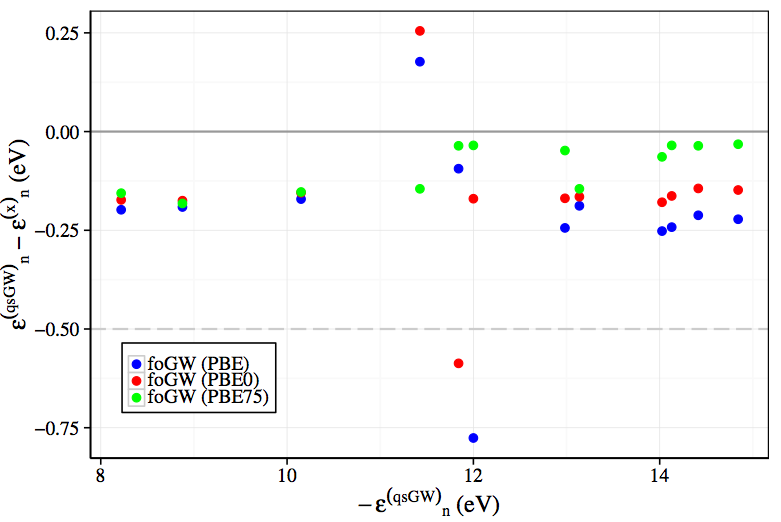 0.25
0.00
−0.25
−0.50
−0.75
ε(qsGW)n − ε(x)n (eV)
foGW (PBE)
foGW (PBE0)
foGW (PBE75)
8
10
12
14
−ε(qsGW)n (eV)